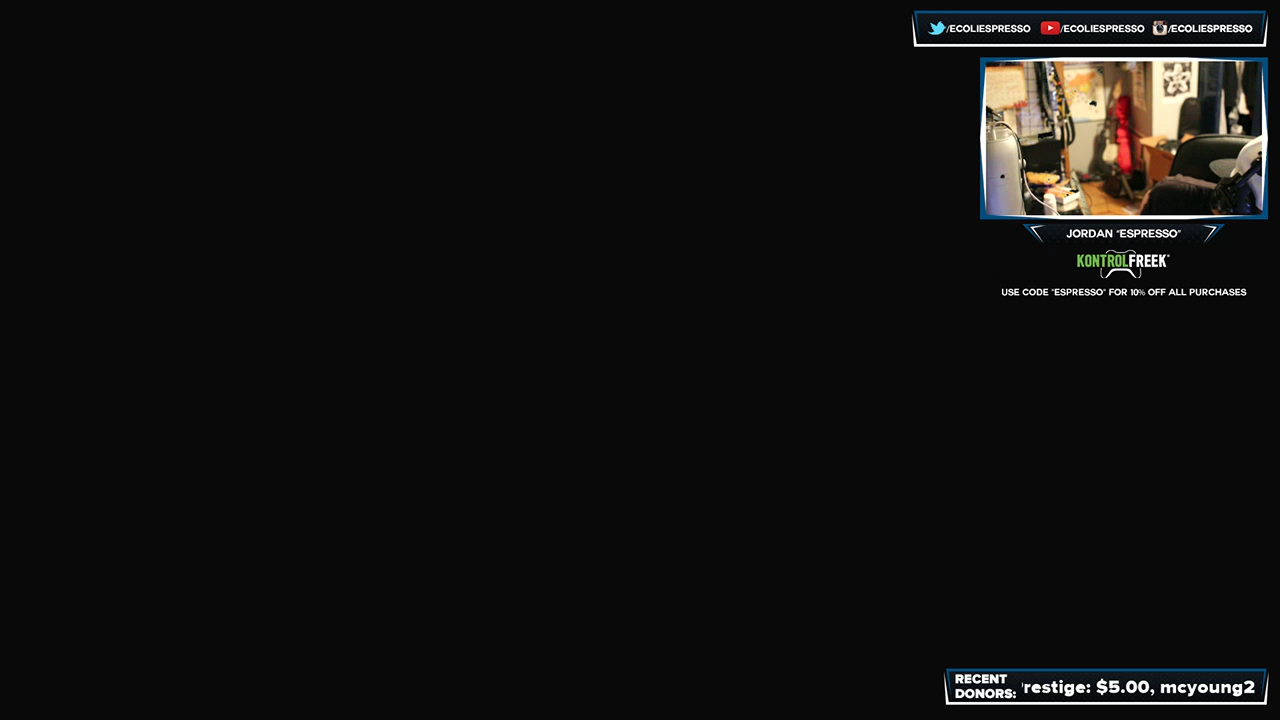 /ECOLIESPRESSO /ECOLIESPRESSO /ECOLIESPRESSO
JORDAN "ESPRESSO"
KONTROLFREEK®
USE CODE "ESPRESSO" FOR 10% OFF ALL PURCHASES
RECENT DONORS:
restige: $5.00, mcyoung2